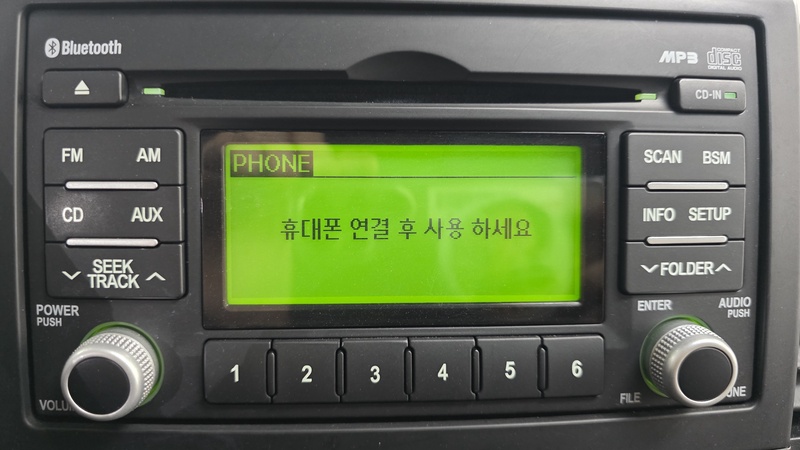 Bluetooth
MP3
COMPACT
disc
DIGITAL AUDIO
CD-IN
FM AM
CD AUX
SEEK
TRACK
PHONE
휴대폰 연결 후 사용 하세요
SCAN BSM
INFO SETUP
FOLDER
POWER
PUSH
ENTER
AUDIO
PUSH
1 2 3 4 5 6
FILE